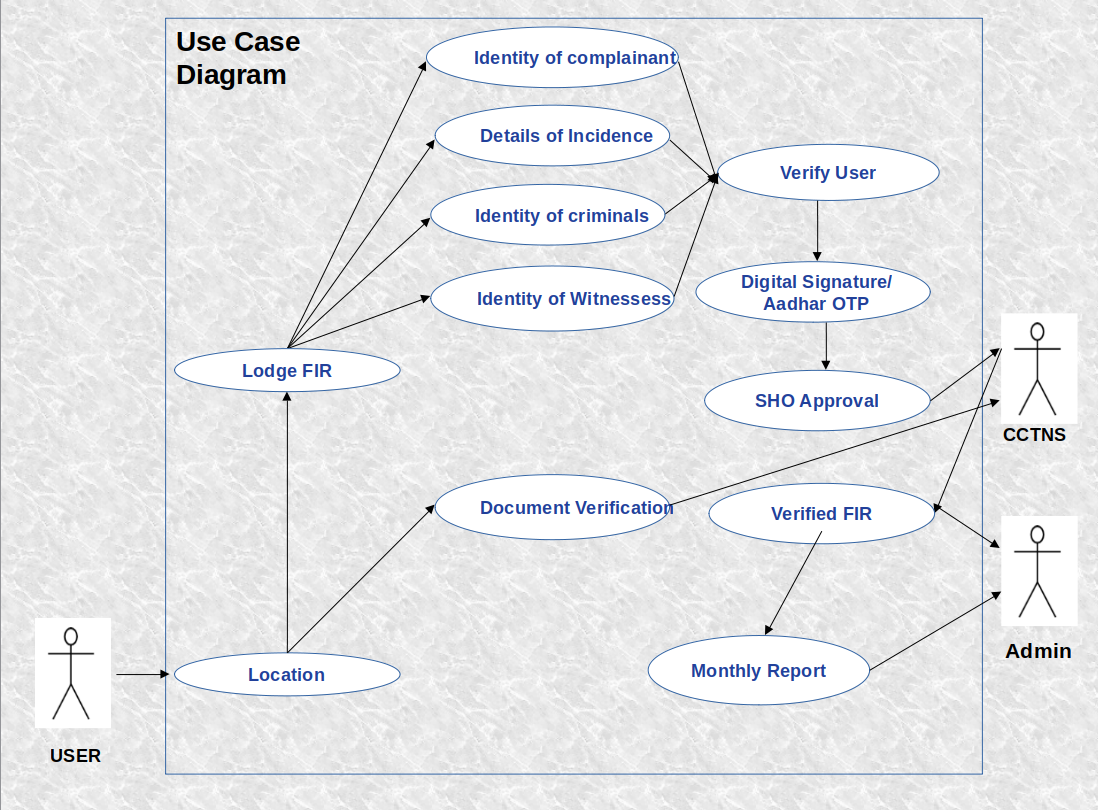 Use Case
Diagram
Identity of complainant
Details of Incidence
Verify User
Identity of criminals
Identity of Witnessess
Digital Signature/
Aadhar OTP
Lodge FIR
SHO Approval
CCTNS
Document Verification
Verified FIR
Admin
Location
Monthly Report
USER